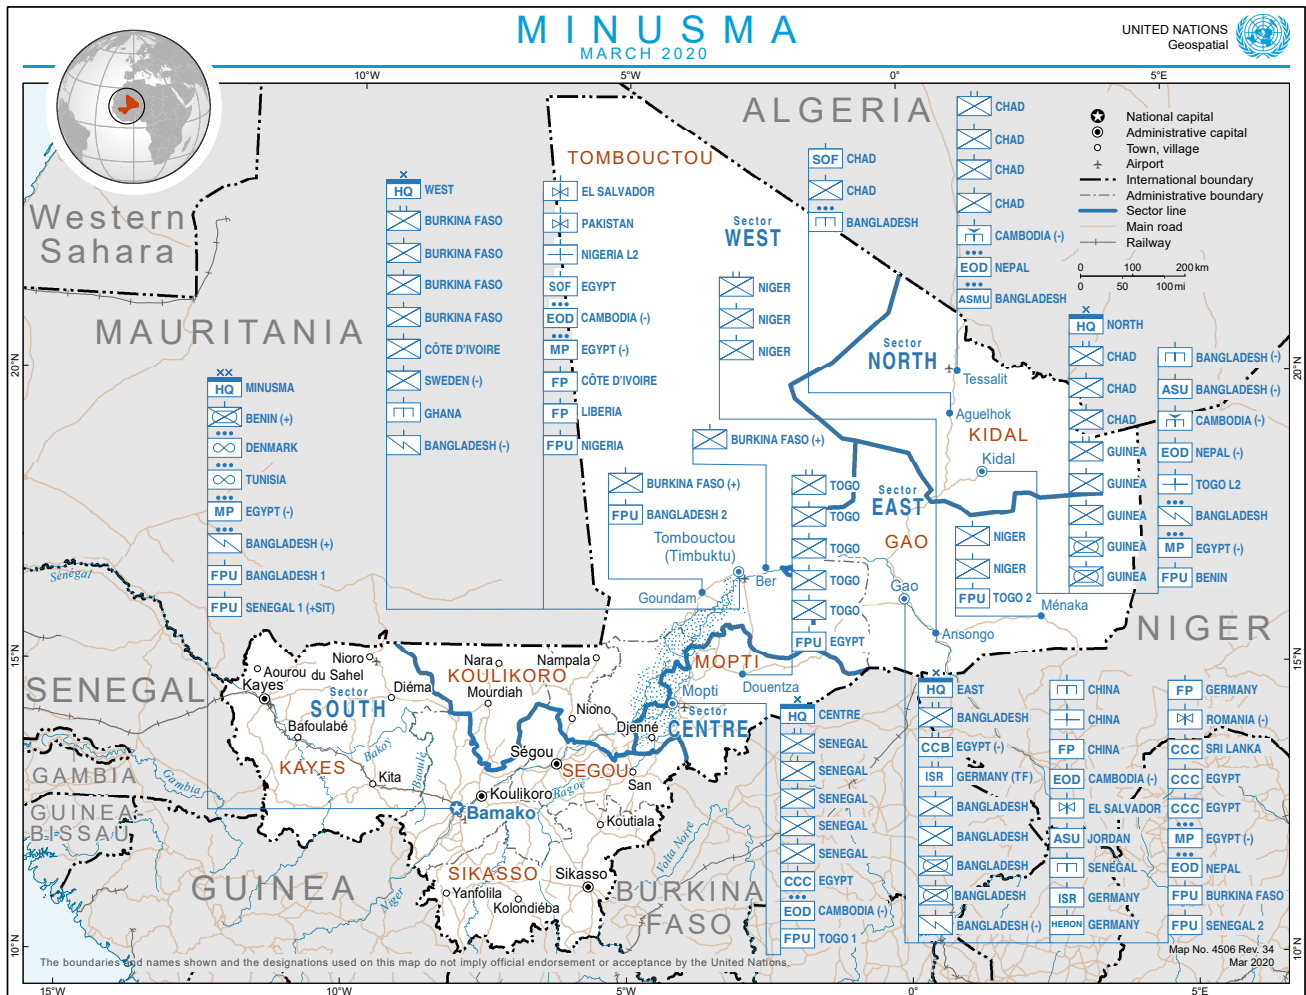 MINUSMA
MARCH 2020
UNITED NATIONS
Geospatial
10°W
5°W
0°
5°E
ALGERIA
National capital
Administrative capital
Town, village
Airport
International boundary
Administrative boundary
Sector line
Main road
Railway
0 100 200 km
0 50 100 mi
Western
Sahara
MAURITANIA
TOMBOUCTOU
Sector
WEST
Sector
NORTH
KIDAL
Sector
EAST
GAO
HQ WEST
BURKINA FASO
BURKINA FASO
BURKINA FASO
BURKINA FASO
CÔTE D'IVOIRE
SWEDEN (-)
GHANA
BANGLADESH (-)
EL SALVADOR
PAKISTAN
NIGERIA L2
SOF EGYPT
EOD CAMBODIA (-)
MP EGYPT (-)
FP CÔTE D'IVOIRE
FP LIBERIA
FPU NIGERIA
SOF CHAD
CHAD
BANGLADESH
CHAD
CHAD
CHAD
CHAD
CAMBODIA (-)
EOD NEPAL
ASMU BANGLADESH
NIGER
NIGER
NIGER
HQ NORTH
CHAD
CHAD
CHAD
GUINEA
GUINEA
GUINEA
GUINEA
GUINEA
BANGLADESH (-)
ASU BANGLADESH (-)
CAMBODIA (-)
EOD NEPAL (-)
TOGO L2
BANGLADESH
MP EGYPT (-)
FPU BENIN
HQ MINUSMA
BENIN (+)
DENMARK
TUNISIA
MP EGYPT (-)
BANGLADESH (+)
FPU BANGLADESH 1
FPU SENEGAL 1 (+SIT)
BURKINA FASO (+)
BURKINA FASO (+)
FPU BANGLADESH 2
TOGO
TOGO
TOGO
TOGO
TOGO
FPU EGYPT
NIGER
NIGER
FPU TOGO 2
Tessalit
Aguelhok
Kidal
Tombouctou
(Timbuktu)
Ber
Goundam
Gao
Ménaka
Ansongo
NIGER
20°N
20°N
15°N
15°N
10°N
10°N
Sénégal
SENEGAL
GAMBIA
Gambia
GUINEA
BISSAU
GUINEA
Nioro
du Sahel
Aourou
Kayes
Sector
SOUTH
Diéma
Bafoulabé
KAYES
Kita
Bakoy
Baoulé
Nara
Nampala
KOULIKORO
Mourdiah
Niono
Djenné
Ségou
SEGOU
San
Koulikoro
Bagoé
Bamako
Koutiala
SIKASSO
Sikasso
Yanfolila
Kolondiéba
Niger
MOPTI
Mopti
Douentza
Sector
CENTRE
Volta Noire
BURKINA
FASO
HQ CENTRE
SENEGAL
SENEGAL
SENEGAL
SENEGAL
SENEGAL
CCC EGYPT
EOD CAMBODIA (-)
FPU TOGO 1
HQ EAST
BANGLADESH
CCB EGYPT (-)
ISR GERMANY (TF)
BANGLADESH
BANGLADESH
BANGLADESH
BANGLADESH
BANGLADESH (-)
CHINA
CHINA
FP CHINA
EOD CAMBODIA (-)
EL SALVADOR
ASU JORDAN
SENEGAL
ISR GERMANY
HERON GERMANY
FP GERMANY
ROMANIA (-)
CCC SRI LANKA
CCC EGYPT
CCC EGYPT
MP EGYPT (-)
EOD NEPAL
FPU BURKINA FASO
FPU SENEGAL 2
The boundaries and names shown and the designations used on this map do not imply official endorsement or acceptance by the United Nations.
Map No. 4506 Rev. 34
Mar 2020
15°W
10°W
5°W
0°
5°E